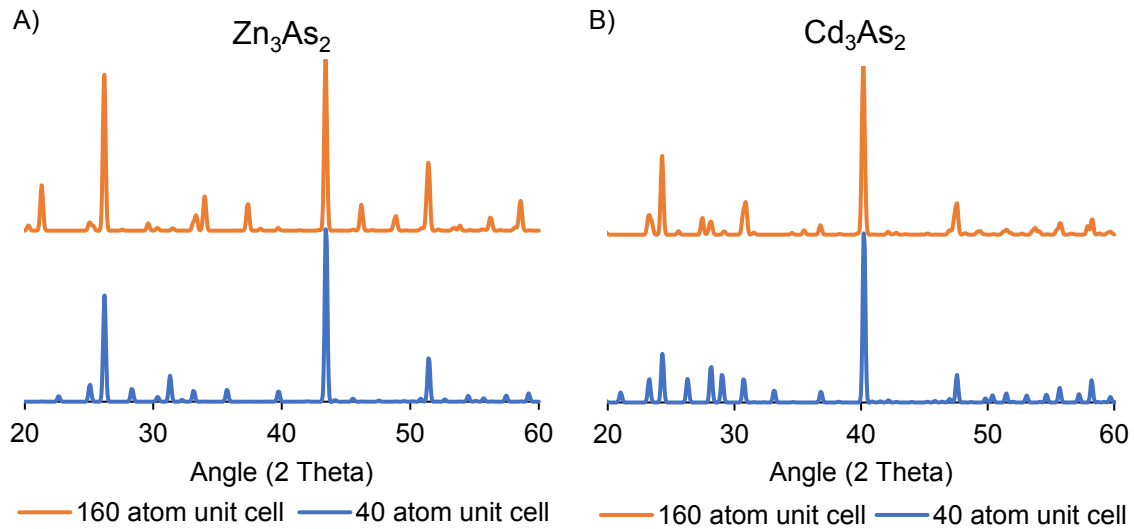 A)
Zn₃As₂
20 30 40 50 60
Angle (2 Theta)
160 atom unit cell 40 atom unit cell
B)
Cd₃As₂
20 30 40 50 60
Angle (2 Theta)
160 atom unit cell 40 atom unit cell